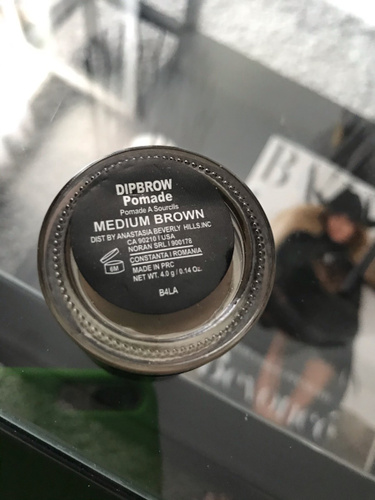 DIPBROW
Pomade
Pomade A Sourcils
MEDIUM BROWN
DIST BY ANASTASIA BEVERLY HILLS.INC
CA 90210 I USA
NORAN SRL I 900178
CONSTANTA I ROMANIA
6M
MADE IN PRC
NET WT. 4.0 g / 0.14 Oz.
B4LA